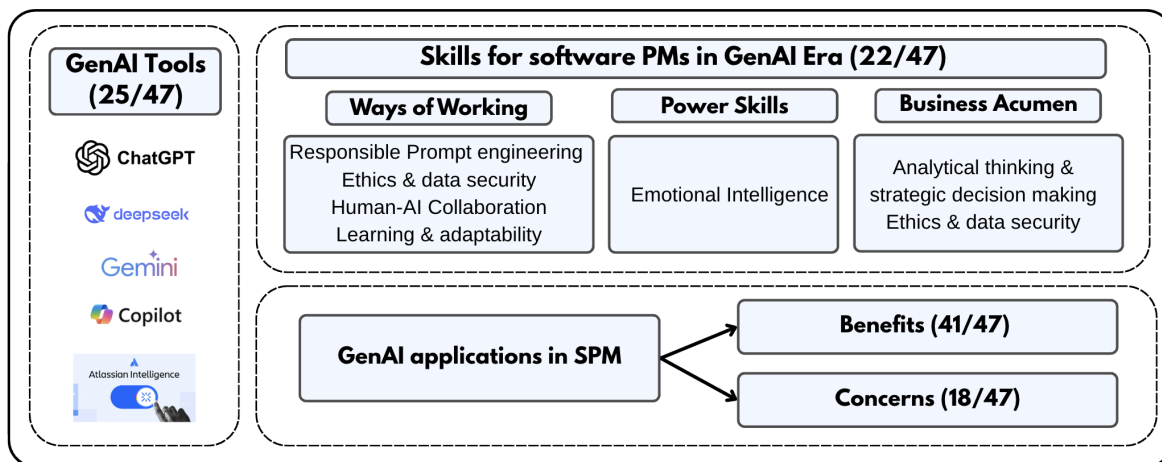 GenAI Tools
(25/47)
ChatGPT
deepseek
Gemini
Copilot
Atlassian Intelligence
Skills for software PMs in GenAI Era (22/47)
Ways of Working
Responsible Prompt engineering
Ethics & data security
Human-AI Collaboration
Learning & adaptability
Power Skills
Emotional Intelligence
Business Acumen
Analytical thinking &
strategic decision making
Ethics & data security
GenAI applications in SPM
Benefits (41/47)
Concerns (18/47)